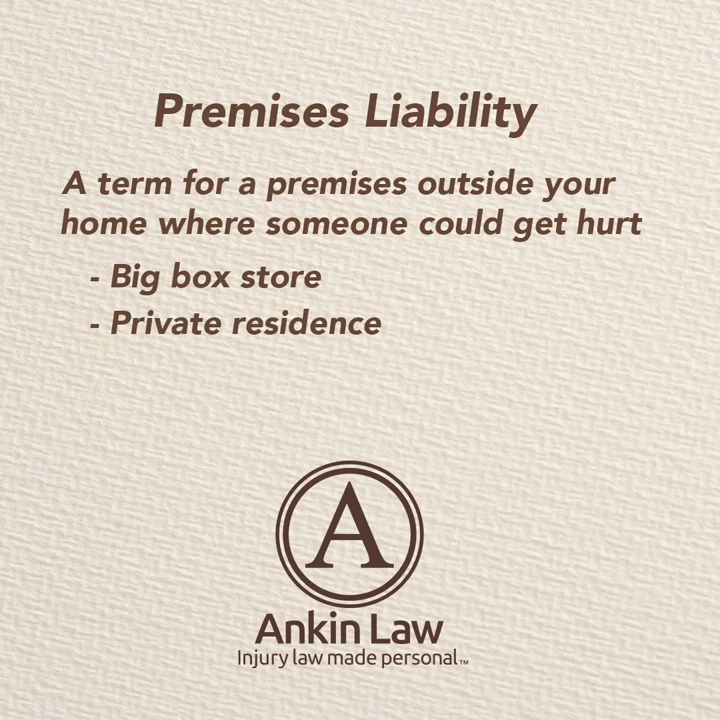 Premises Liability
A term for a premises outside your
home where someone could get hurt
- Big box store
- Private residence
A
Ankin Law
Injury law made personal™